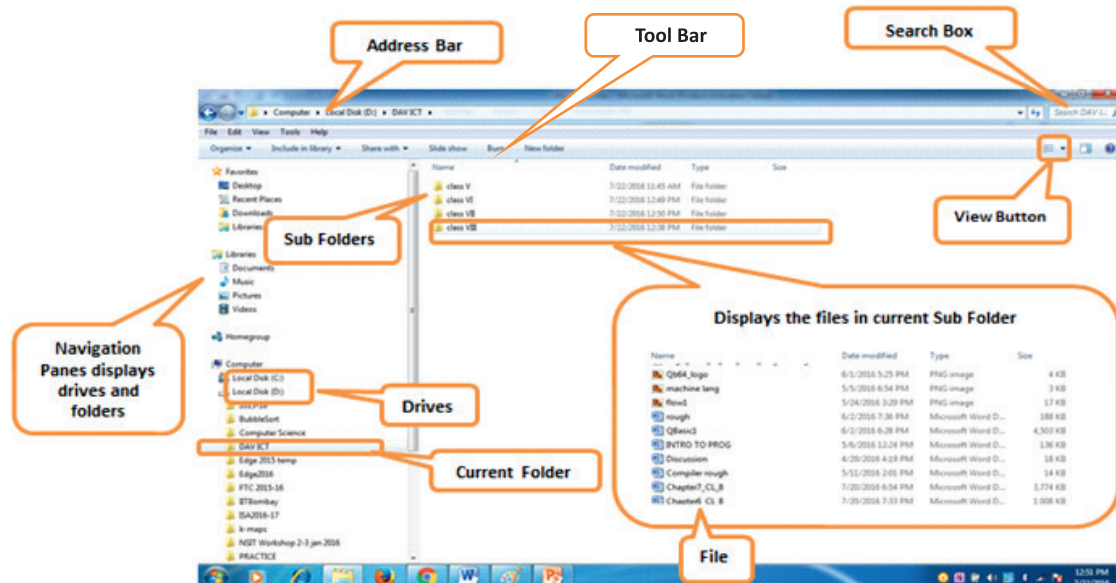 Address Bar
Tool Bar
Search Box
Computer ▸ Local Disk (D:) ▸ DAV ICT ▸
Search DAV I...
File Edit View Tools Help
Organize Include in library Share with Slide show Burn New folder
Name Date modified Type Size
Favorites
Desktop
Recent Places
Downloads
Libraries
class V 7/22/2016 11:45 AM File folder
class VI 7/22/2016 12:49 PM File folder
class VII 7/22/2016 12:50 PM File folder
class VIII 7/22/2016 12:38 PM File folder
Sub Folders
View Button
Libraries
Documents
Music
Pictures
Videos
Homegroup
Navigation
Panes displays
drives and
folders
Computer
Local Disk (C:)
Local Disk (D:)
Drives
BubbleSort
Computer Science
DAV ICT
Current Folder
Edge 2015 temp
Edge2016
FTC 2015-16
IITBombay
ISA2016-17
k-maps
NSIT Workshop 2-3 jan 2016
PRACTICE
Displays the files in current Sub Folder
Name Date modified Type Size
Qb64_logo 6/1/2016 5:25 PM PNG image 4 KB
machine lang 5/5/2016 6:54 PM PNG image 3 KB
flow1 5/24/2016 3:29 PM PNG image 17 KB
rough 6/2/2016 7:36 PM Microsoft Word D... 188 KB
QBasic1 6/2/2016 6:28 PM Microsoft Word D... 4,503 KB
INTRO TO PROG 5/6/2016 12:24 PM Microsoft Word D... 136 KB
Discussion 4/29/2016 4:19 PM Microsoft Word D... 18 KB
Compiler rough 5/11/2016 2:01 PM Microsoft Word D... 14 KB
Chapter7_CL_8 7/20/2016 6:54 PM Microsoft Word D... 3,774 KB
Chapter6_CL_8 7/20/2016 7:33 PM Microsoft Word D... 1,008 KB
File
12:51 PM